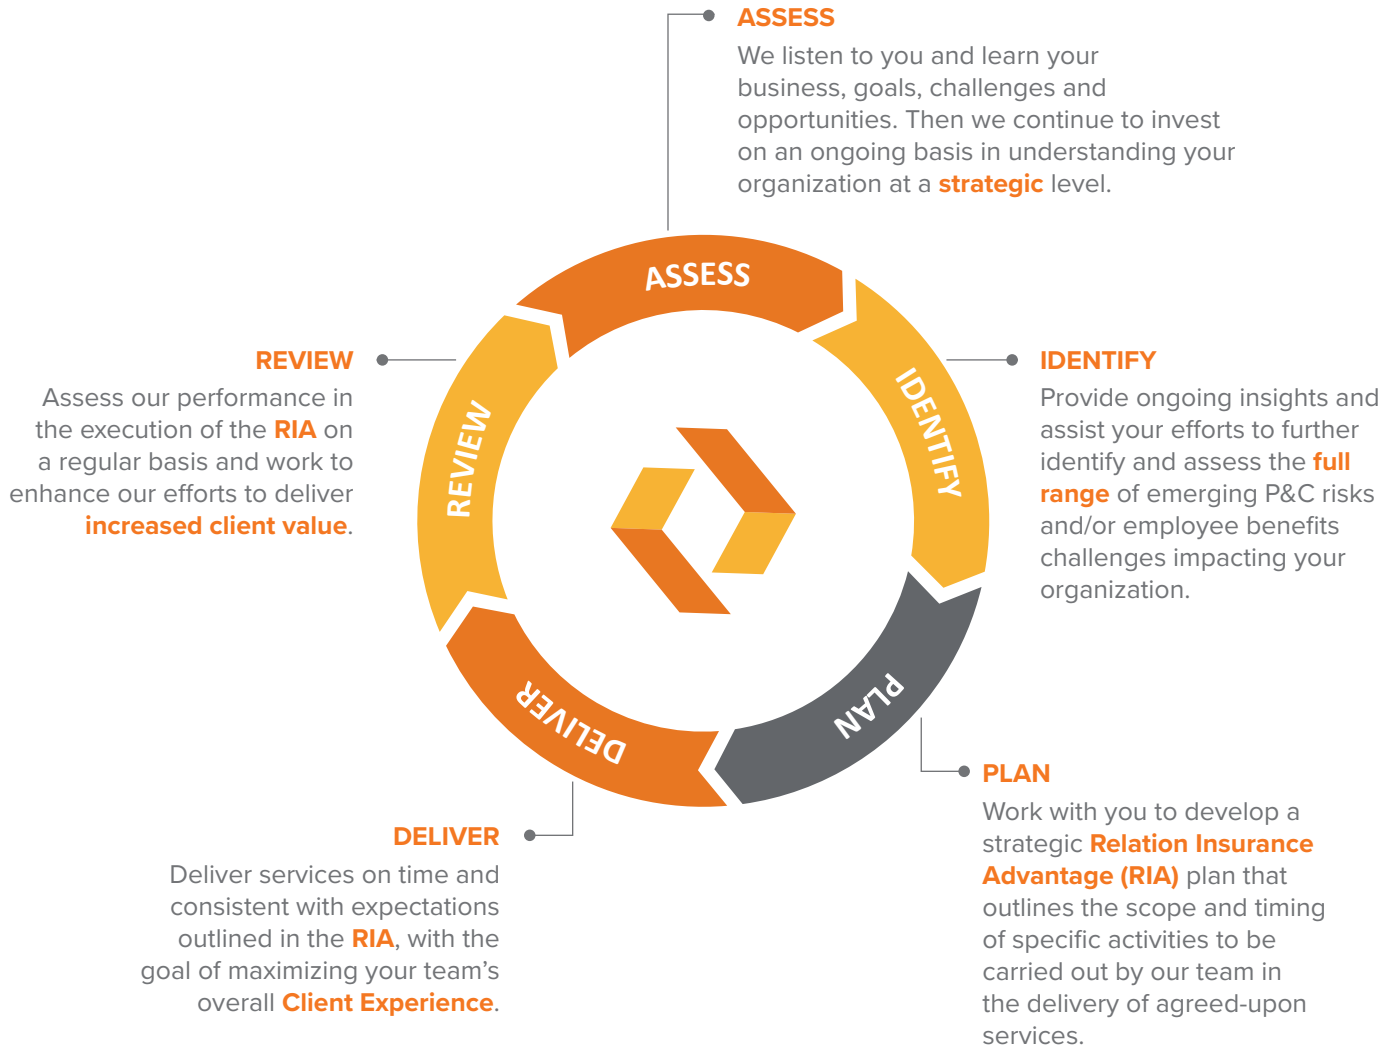 ASSESS
We listen to you and learn your
business, goals, challenges and
opportunities. Then we continue to invest
on an ongoing basis in understanding your
organization at a strategic level.
ASSESS
IDENTIFY
PLAN
DELIVER
REVIEW
IDENTIFY
Provide ongoing insights and
assist your efforts to further
identify and assess the full
range of emerging P&C risks
and/or employee benefits
challenges impacting your
organization.
PLAN
Work with you to develop a
strategic Relation Insurance
Advantage (RIA) plan that
outlines the scope and timing
of specific activities to be
carried out by our team in
the delivery of agreed-upon
services.
DELIVER
Deliver services on time and
consistent with expectations
outlined in the RIA, with the
goal of maximizing your team’s
overall Client Experience.
REVIEW
Assess our performance in
the execution of the RIA on
a regular basis and work to
enhance our efforts to deliver
increased client value.